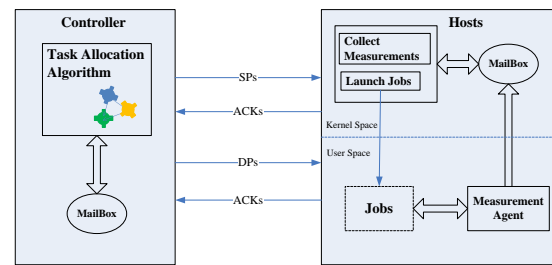 Controller
Task Allocation
Algorithm
MailBox
SPs
ACKs
DPs
ACKs
Hosts
Collect
Measurements
Launch Jobs
MailBox
Kernel Space
User Space
Jobs
Measurement
Agent